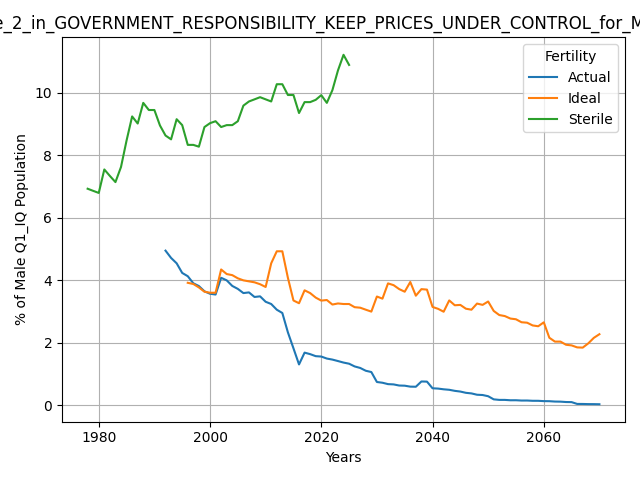 e_2_in_GOVERNMENT_RESPONSIBILITY_KEEP_PRICES_UNDER_CONTROL_for_M
Fertility
Actual
Ideal
Sterile
% of Male Q1_IQ Population
10
8
6
4
2
0
1980 2000 2020 2040 2060
Years